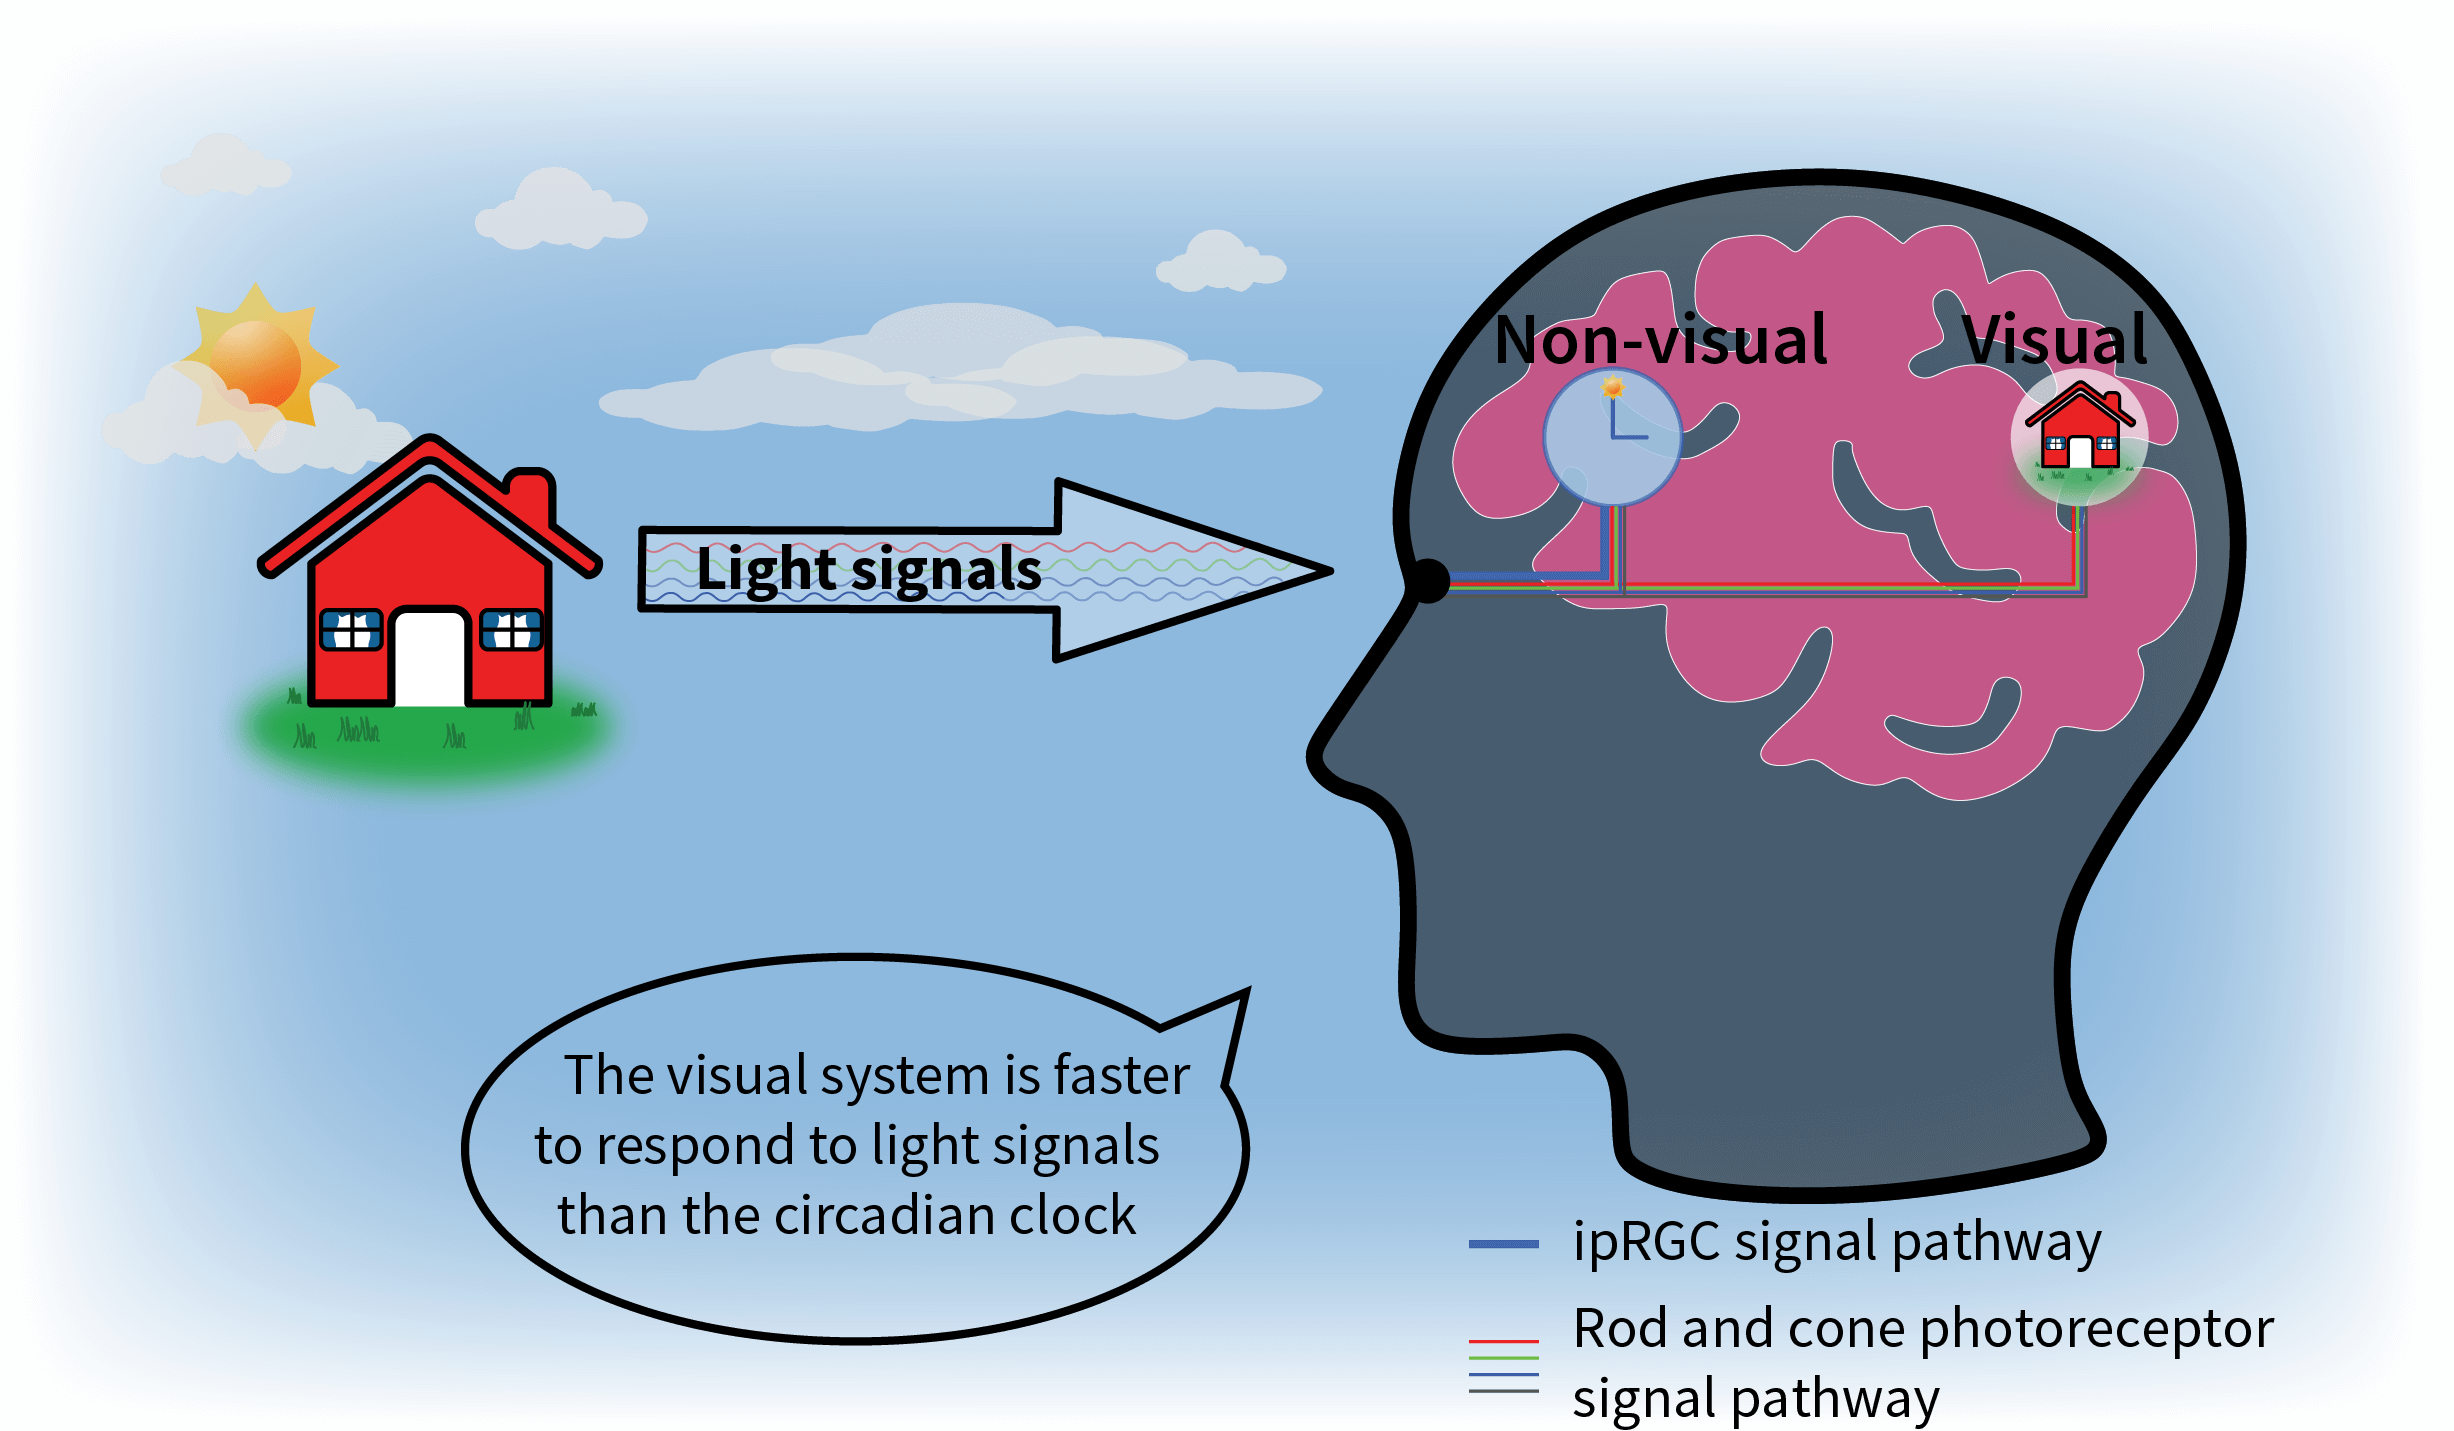 Non-visual
Visual
Light signals
The visual system is faster
to respond to light signals
than the circadian clock
ipRGC signal pathway
Rod and cone photoreceptor
signal pathway